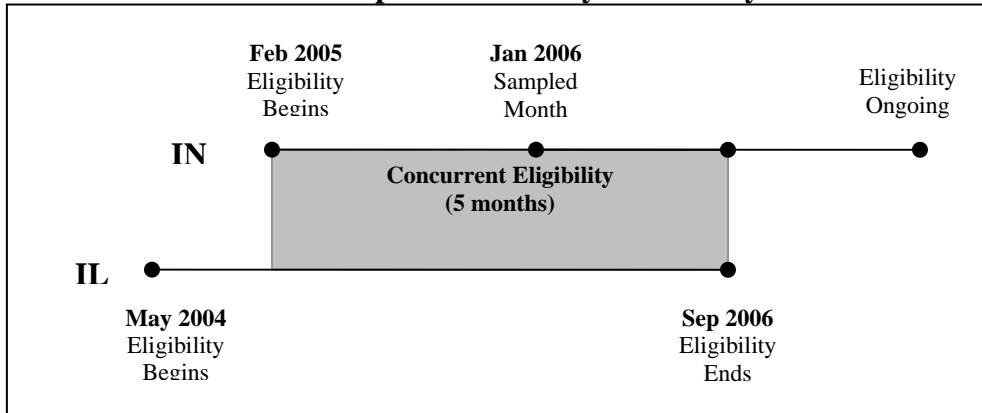 Feb 2005
Eligibility
Begins
Jan 2006
Sampled
Month
Eligibility
Ongoing
IN
Concurrent Eligibility
(5 months)
IL
May 2004
Eligibility
Begins
Sep 2006
Eligibility
Ends